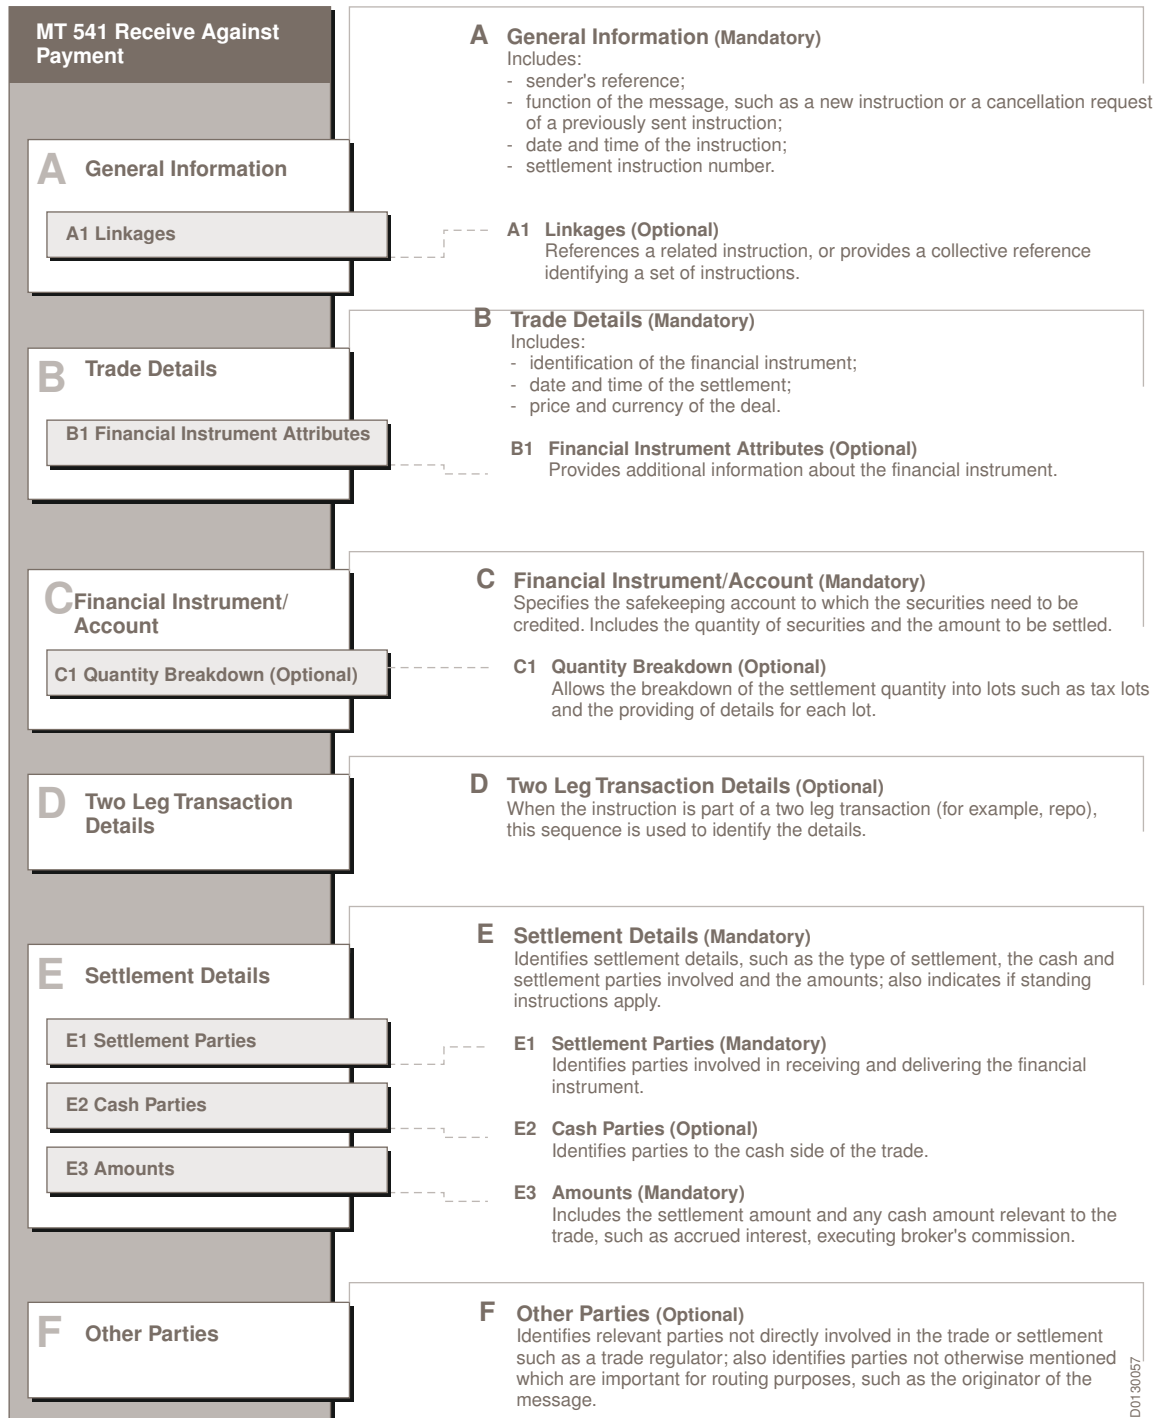 MT 541 Receive Against
Payment
A
General Information
A1 Linkages
B
Trade Details
B1 Financial Instrument Attributes
C
Financial Instrument/
Account
C1 Quantity Breakdown (Optional)
D
Two Leg Transaction
Details
E
Settlement Details
E1 Settlement Parties
E2 Cash Parties
E3 Amounts
F
Other Parties
A General Information (Mandatory)
Includes:
- sender's reference;
- function of the message, such as a new instruction or a cancellation request
of a previously sent instruction;
- date and time of the instruction;
- settlement instruction number.
A1 Linkages (Optional)
References a related instruction, or provides a collective reference
identifying a set of instructions.
B Trade Details (Mandatory)
Includes:
- identification of the financial instrument;
- date and time of the settlement;
- price and currency of the deal.
B1 Financial Instrument Attributes (Optional)
Provides additional information about the financial instrument.
C Financial Instrument/Account (Mandatory)
Specifies the safekeeping account to which the securities need to be
credited. Includes the quantity of securities and the amount to be settled.
C1 Quantity Breakdown (Optional)
Allows the breakdown of the settlement quantity into lots such as tax lots
and the providing of details for each lot.
D Two Leg Transaction Details (Optional)
When the instruction is part of a two leg transaction (for example, repo),
this sequence is used to identify the details.
E Settlement Details (Mandatory)
Identifies settlement details, such as the type of settlement, the cash and
settlement parties involved and the amounts; also indicates if standing
instructions apply.
E1 Settlement Parties (Mandatory)
Identifies parties involved in receiving and delivering the financial
instrument.
E2 Cash Parties (Optional)
Identifies parties to the cash side of the trade.
E3 Amounts (Mandatory)
Includes the settlement amount and any cash amount relevant to the
trade, such as accrued interest, executing broker's commission.
F Other Parties (Optional)
Identifies relevant parties not directly involved in the trade or settlement
such as a trade regulator; also identifies parties not otherwise mentioned
which are important for routing purposes, such as the originator of the
message.
D0130057